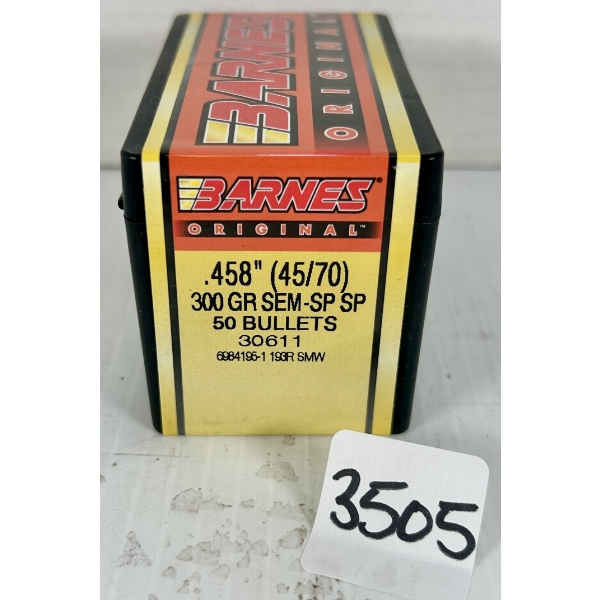 BARNES
ORIGINAL
BARNES®
ORIGINAL™
.458" (45/70)
300 GR SEM-SP SP
50 BULLETS
30611
6984195-1 193R SMW
3505